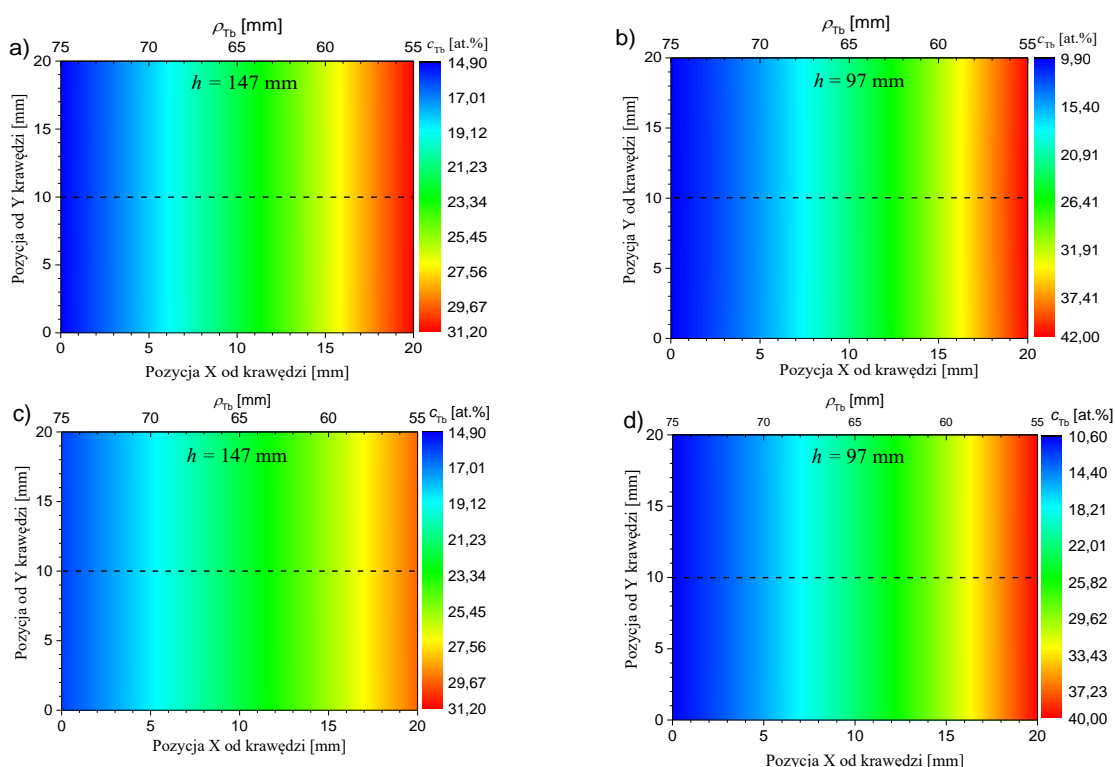 a)
ρTb [mm]
75 70 65 60 55
cTb [at.%]
h = 147 mm
Pozycja od Y krawędzi [mm]
20
15
10
5
0
0 5 10 15 20
Pozycja X od krawędzi [mm]
14,90
17,01
19,12
21,23
23,34
25,45
27,56
29,67
31,20
b)
ρTb [mm]
75 70 65 60 55
cTb [at.%]
h = 97 mm
Pozycja Y od krawędzi [mm]
20
15
10
5
0
0 5 10 15 20
Pozycja X od krawędzi [mm]
9,90
15,40
20,91
26,41
31,91
37,41
42,00
c)
ρTb [mm]
75 70 65 60 55
cTb [at.%]
h = 147 mm
Pozycja od Y krawędzi [mm]
20
15
10
5
0
0 5 10 15 20
Pozycja X od krawędzi [mm]
14,90
17,01
19,12
21,23
23,34
25,45
27,56
29,67
31,20
d)
ρTb [mm]
75 70 65 60 55
cTb [at.%]
h = 97 mm
Pozycja od Y krawędzi [mm]
20
15
10
5
0
0 5 10 15 20
Pozycja X od krawędzi [mm]
10,60
14,40
18,21
22,01
25,82
29,62
33,43
37,23
40,00